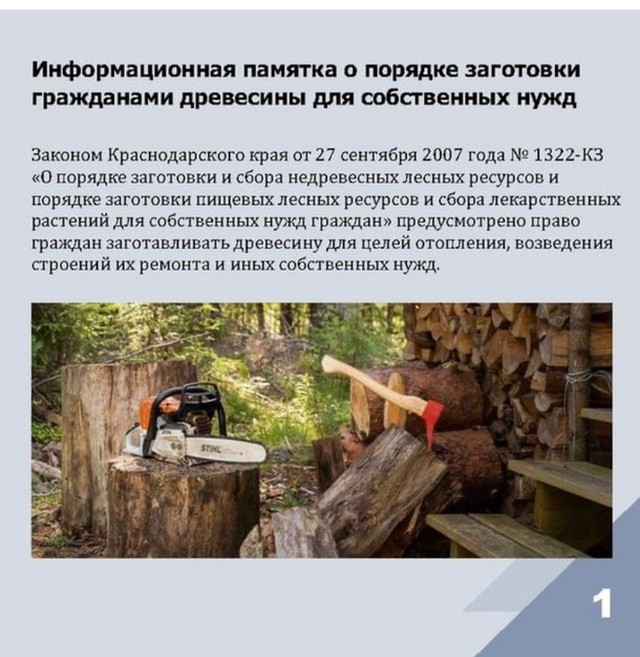 Информационная памятка о порядке заготовки
гражданами древесины для собственных нужд
Законом Краснодарского края от 27 сентября 2007 года № 1322-КЗ
«О порядке заготовки и сбора недревесных лесных ресурсов и
порядке заготовки пищевых лесных ресурсов и сбора лекарственных
растений для собственных нужд граждан» предусмотрено право
граждан заготавливать древесину для целей отопления, возведения
строений их ремонта и иных собственных нужд.
STIHL
1